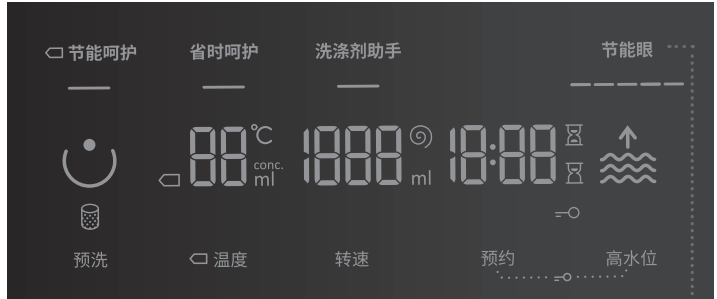 节能呵护 省时呵护 洗涤剂助手 节能眼
88 °C 1888 18:88
conc.
ml ml
预洗 温度 转速 预约 高水位